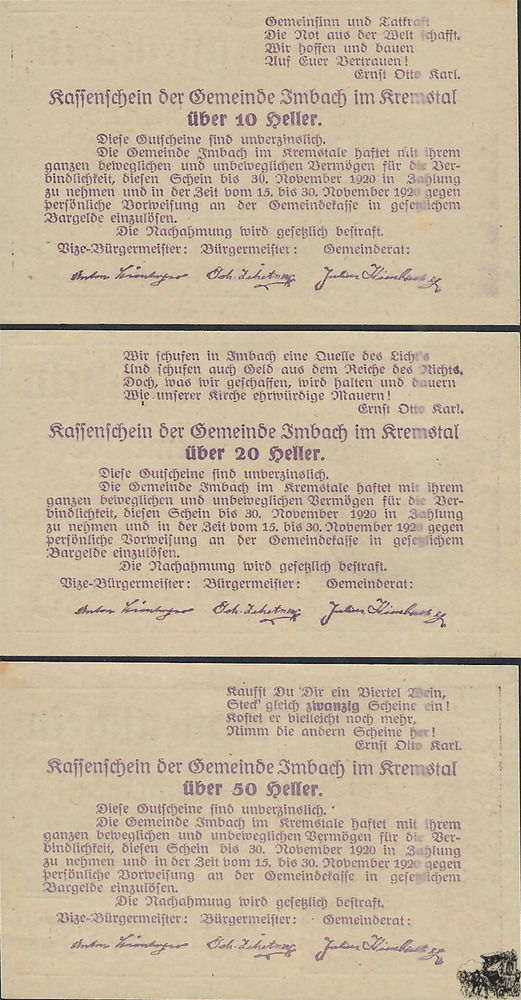 Gemeinsinn und Tatkraft
Die Not aus der Welt schafft.
Wir hoffen und bauen
Auf Euer Vertrauen!
Ernst Otto Karl.
Kassenschein der Gemeinde Imbach im Kremstal
über 10 Heller.
Diese Gutscheine sind unverzinslich.
Die Gemeinde Imbach im Kremstale haftet mit ihrem
ganzen beweglichen und unbeweglichen Vermögen für die Ver-
bindlichkeit, diesen Schein bis 30. November 1920 in Zahlung
zu nehmen und in der Zeit vom 15. bis 30. November 1920 gegen
persönliche Vorweisung an der Gemeindekasse in gesetzlichem
Bargelde einzulösen.
Die Nachahmung wird gesetzlich bestraft.
Vize-Bürgermeister: Bürgermeister: Gemeinderat:
Wir schufen in Imbach eine Quelle des Licht's
Und schufen auch Geld aus dem Reiche des Nichts.
Doch, was wir geschaffen, wird halten und dauern
Wie unserer Kirche ehrwürdige Mauern!
Ernst Otto Karl.
Kassenschein der Gemeinde Imbach im Kremstal
über 20 Heller.
Diese Gutscheine sind unverzinslich.
Die Gemeinde Imbach im Kremstale haftet mit ihrem
ganzen beweglichen und unbeweglichen Vermögen für die Ver-
bindlichkeit, diesen Schein bis 30. November 1920 in Zahlung
zu nehmen und in der Zeit vom 15. bis 30. November 1920 gegen
persönliche Vorweisung an der Gemeindekasse in gesetzlichem
Bargelde einzulösen.
Die Nachahmung wird gesetzlich bestraft.
Vize-Bürgermeister: Bürgermeister: Gemeinderat:
Kaufst Du Dir ein Viertel Wein,
Steck' gleich zwanzig Scheine ein!
Kostet er vielleicht noch mehr,
Nimm die andern Scheine her!
Ernst Otto Karl.
Kassenschein der Gemeinde Imbach im Kremstal
über 50 Heller.
Diese Gutscheine sind unverzinslich.
Die Gemeinde Imbach im Kremstale haftet mit ihrem
ganzen beweglichen und unbeweglichen Vermögen für die Ver-
bindlichkeit, diesen Schein bis 30. November 1920 in Zahlung
zu nehmen und in der Zeit vom 15. bis 30. November 1920 gegen
persönliche Vorweisung an der Gemeindekasse in gesetzlichem
Bargelde einzulösen.
Die Nachahmung wird gesetzlich bestraft.
Vize-Bürgermeister: Bürgermeister: Gemeinderat: